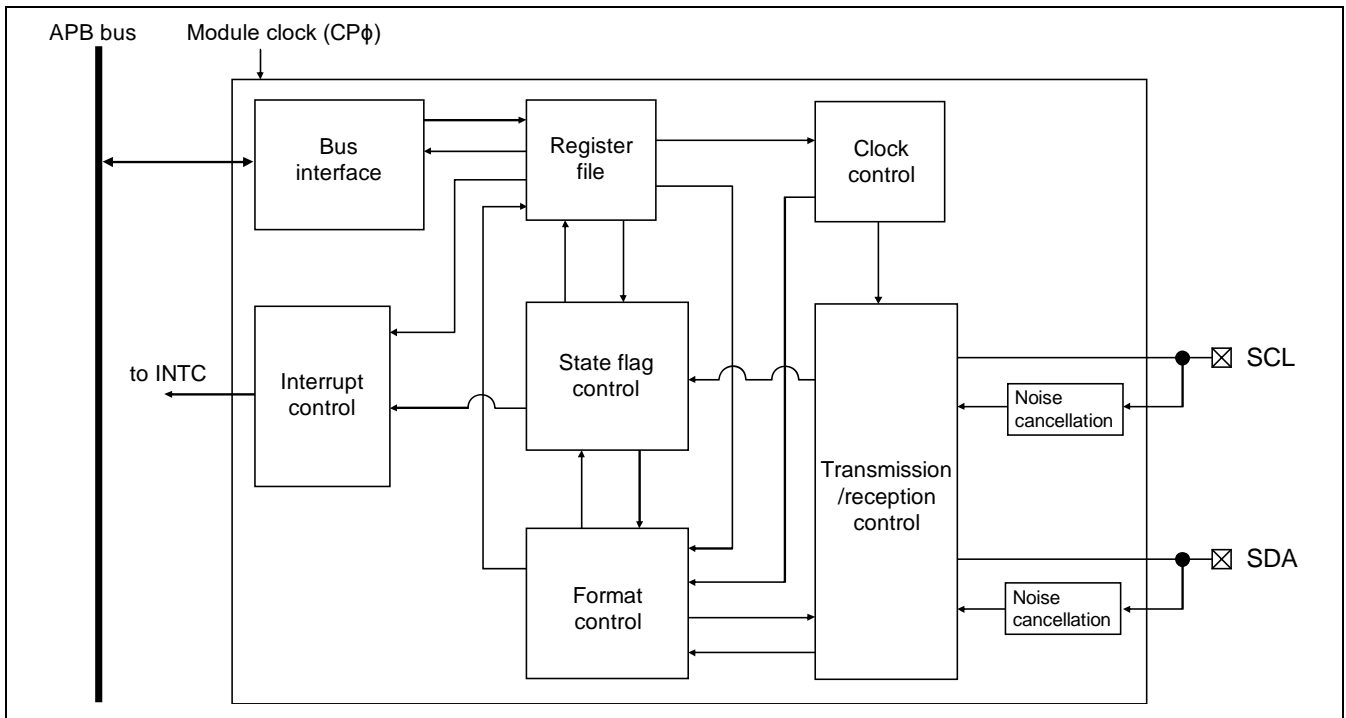 APB bus
Module clock (CPϕ)
Bus
interface
Register
file
Clock
control
to INTC
Interrupt
control
State flag
control
Transmission
/reception
control
Format
control
Noise
cancellation
SCL
Noise
cancellation
SDA